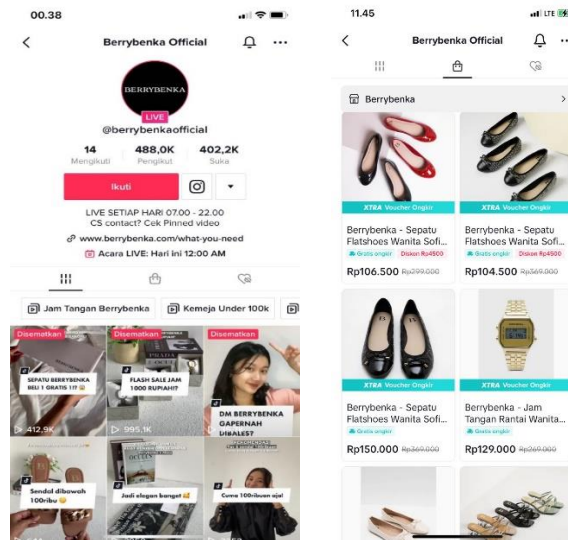 00.38
Berrybenka Official
BERRYBENKA
LIVE
@berrybenkaofficial
14 488,0K 402,2K
Mengikuti Pengikut Suka
Ikuti
LIVE SETIAP HARI 07.00 - 22.00
CS contact? Cek Pinned video
www.berrybenka.com/what-you-need
Acara LIVE: Hari ini 12:00 AM
Jam Tangan Berrybenka Kemeja Under 100k
Disematkan Disematkan Disematkan
SEPATU BERRYBENKA
BELI 1 GRATIS 1!?
412,9K
PRADA
FLASH SALE JAM
1000 RUPIAH!?
995,1K
DM BERRYBENKA
GAPERNAH
DIBALES?
Sendal dibawah
100ribu
Jadi elegan banget
Cuma 100ribuan aja!
11.45
LTE
Berrybenka Official
Berrybenka
XTRA Voucher Ongkir
Berrybenka - Sepatu
Flatshoes Wanita Sofi...
Gratis ongkir Diskon Rp4500
Rp106.500 Rp299.000
XTRA Voucher Ongkir
Berrybenka - Sepatu
Flatshoes Wanita Sofi...
Gratis ongkir Diskon Rp4500
Rp104.500 Rp369.000
XTRA Voucher Ongkir
Berrybenka - Sepatu
Flatshoes Wanita Sofi...
Gratis ongkir
Rp150.000 Rp369.000
XTRA Voucher Ongkir
Berrybenka - Jam
Tangan Rantai Wanita...
Gratis ongkir
Rp129.000 Rp269.000